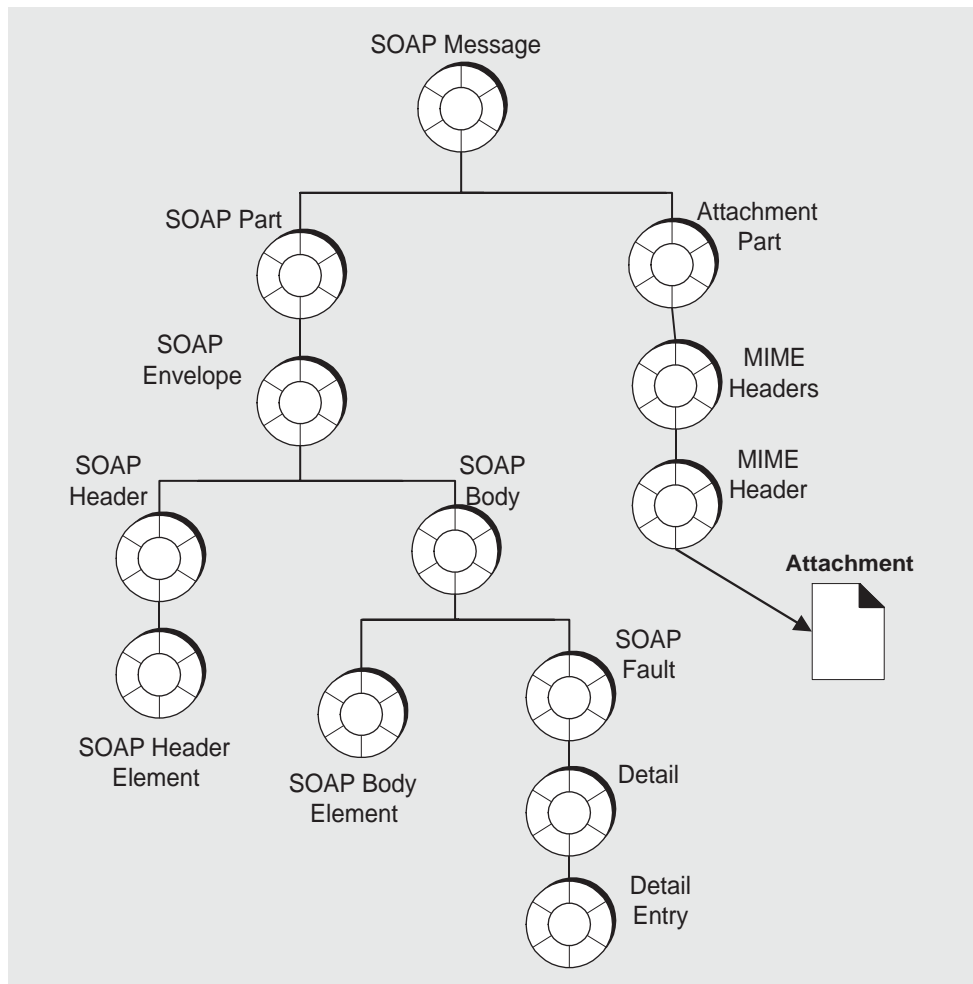 SOAP Message
SOAP Part
Attachment
Part
SOAP
Envelope
MIME
Headers
SOAP
Header
SOAP
Body
MIME
Header
Attachment
SOAP
Fault
SOAP Header
Element
SOAP Body
Element
Detail
Detail
Entry